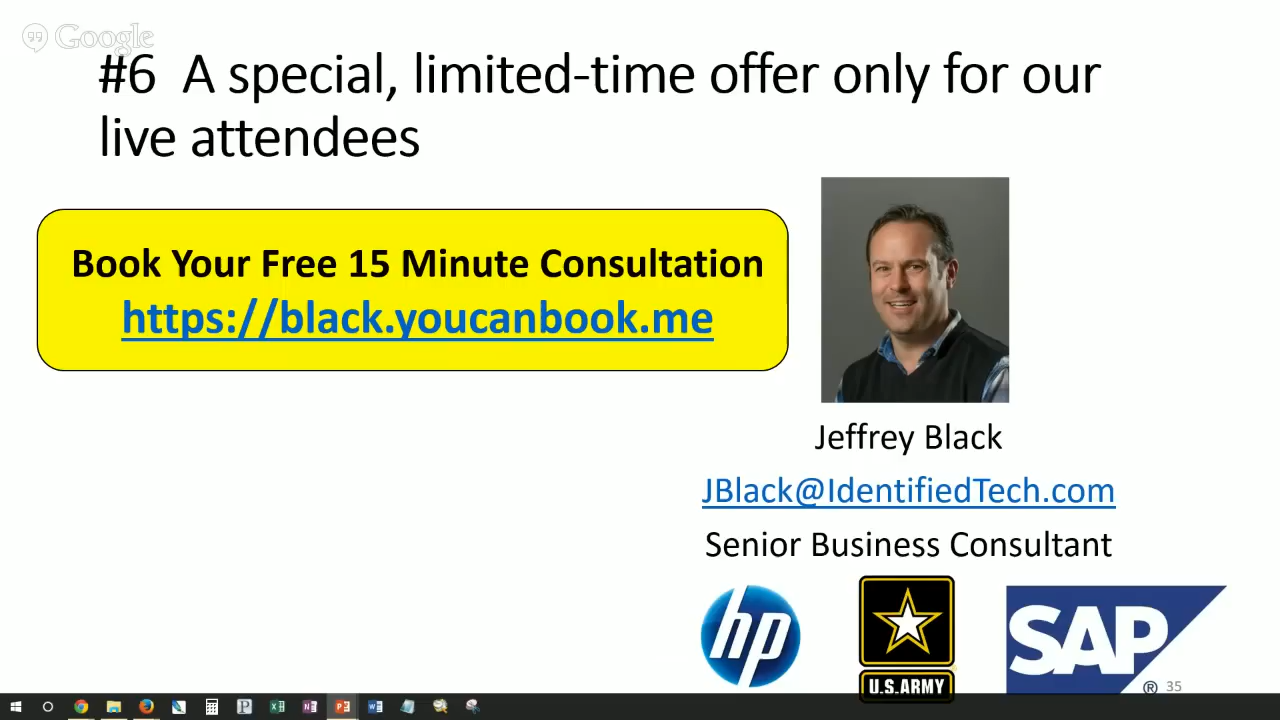 Google
#6 A special, limited-time offer only for our
live attendees
Book Your Free 15 Minute Consultation
https://black.youcanbook.me
Jeffrey Black
JBlack@IdentifiedTech.com
Senior Business Consultant
hp
U.S.ARMY
SAP
® 35